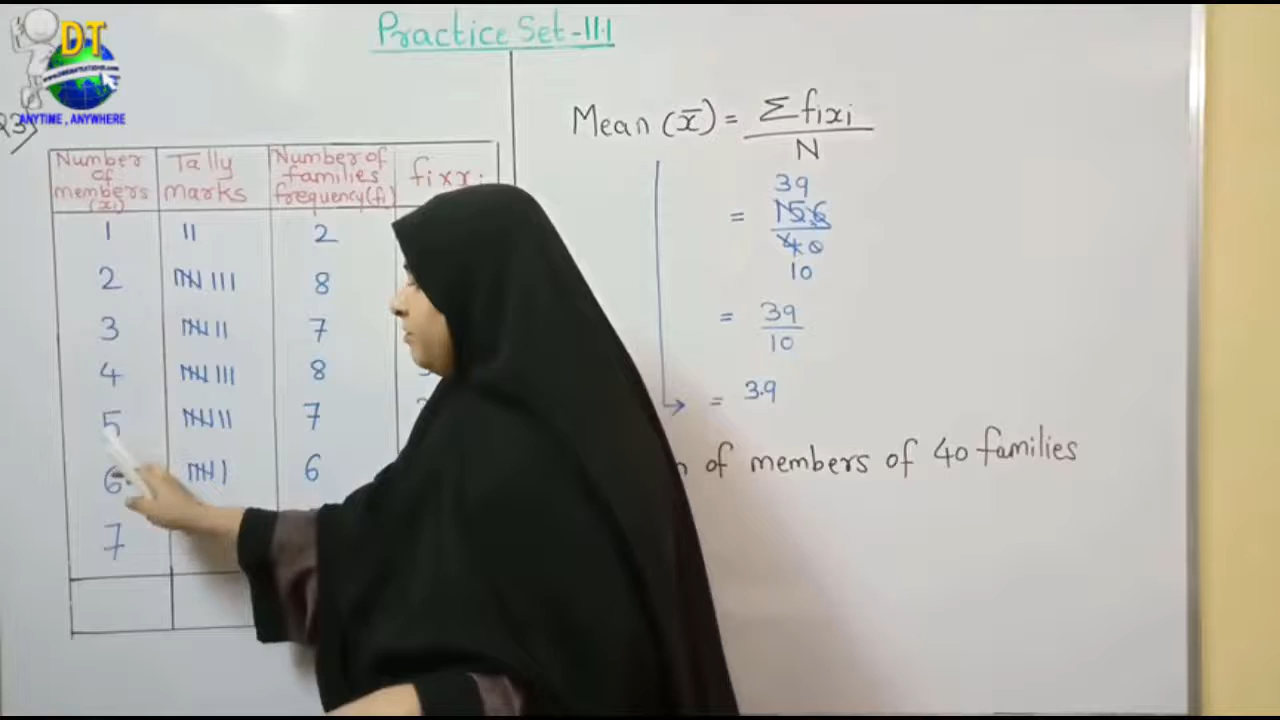 DT
ANYTIME, ANYWHERE
Practice Set-11.1
Number of members (xi)
Tally marks
Number of families frequency (fi)
fi x xi
1 || 2
2 |||| ||| 8
3 |||| || 7
4 |||| ||| 8
5 |||| || 7
6 |||| | 6
7
Mean (x̄) = Σ fixi
N
39
= 156
40
10
= 39
10
= 3.9
of members of 40 families